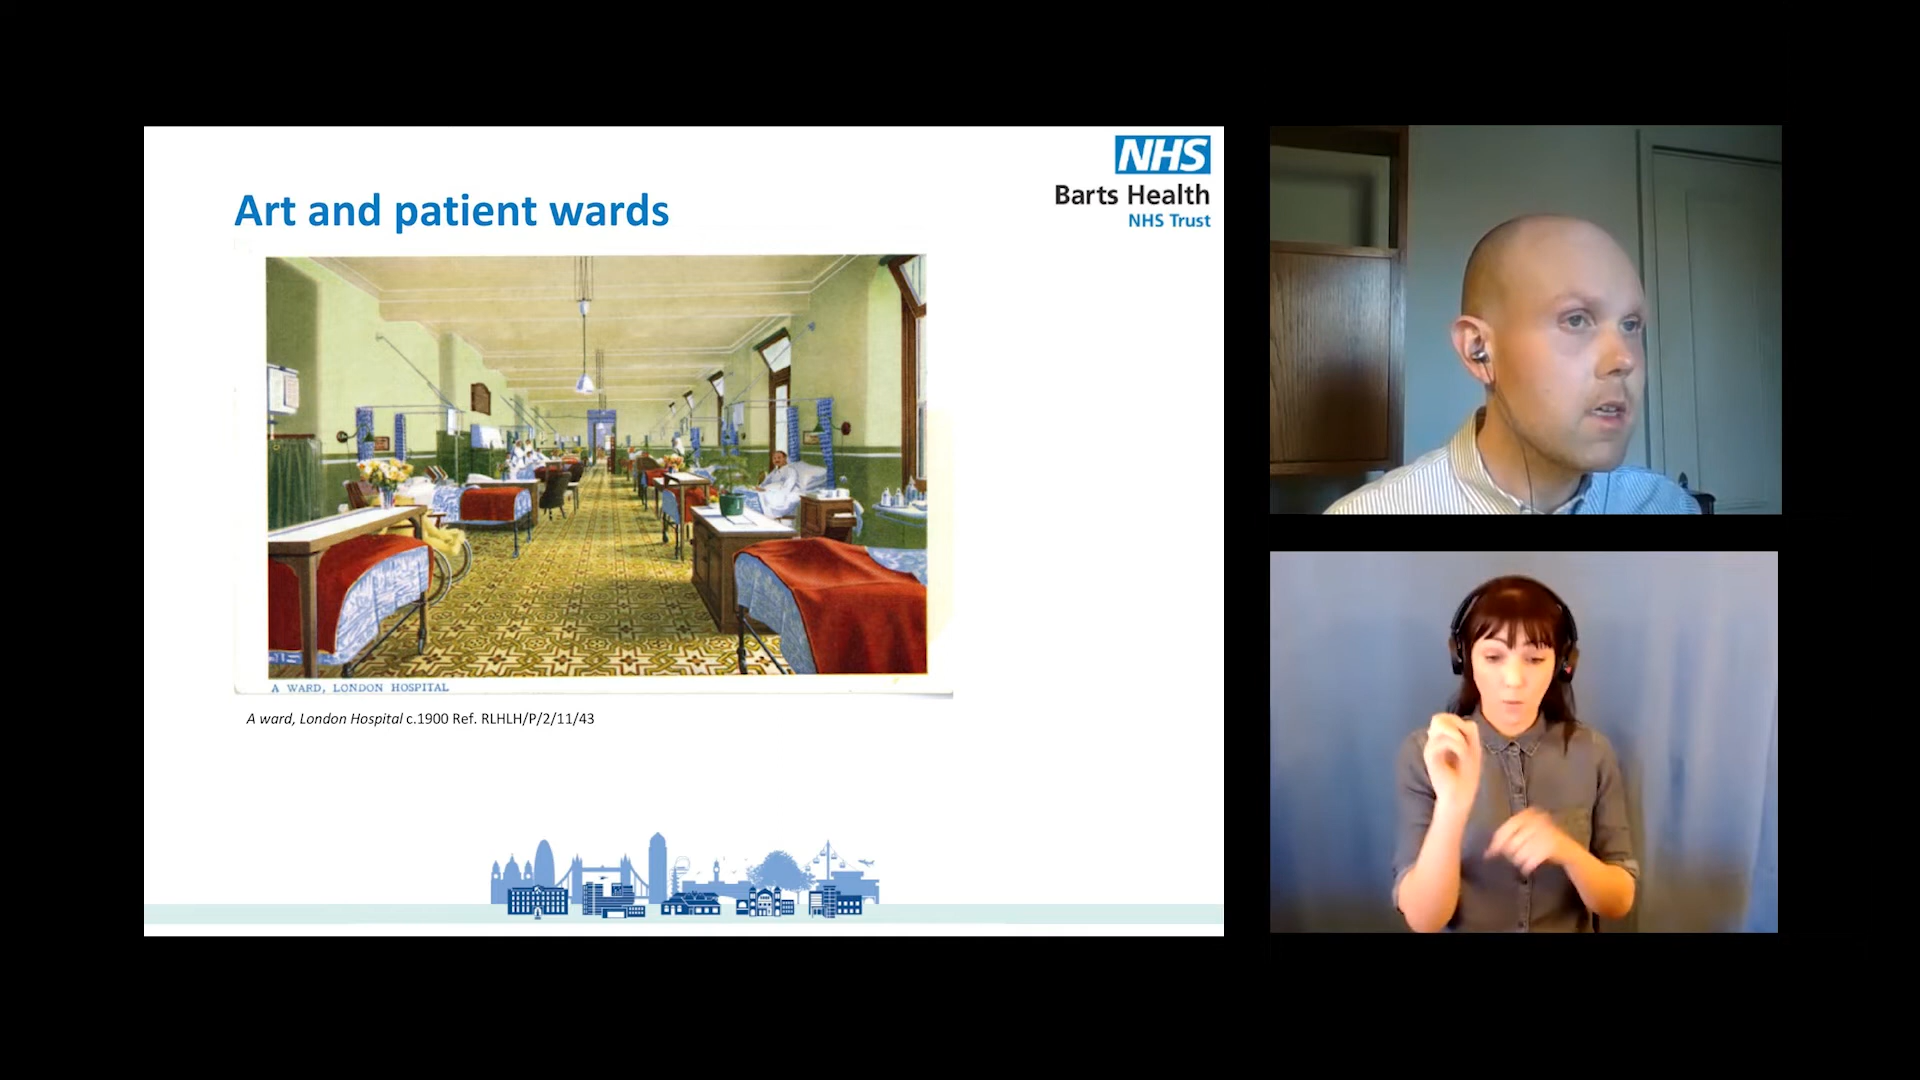 Art and patient wards
NHS
Barts Health
NHS Trust
A WARD, LONDON HOSPITAL
A ward, London Hospital c.1900 Ref. RLHLH/P/2/11/43